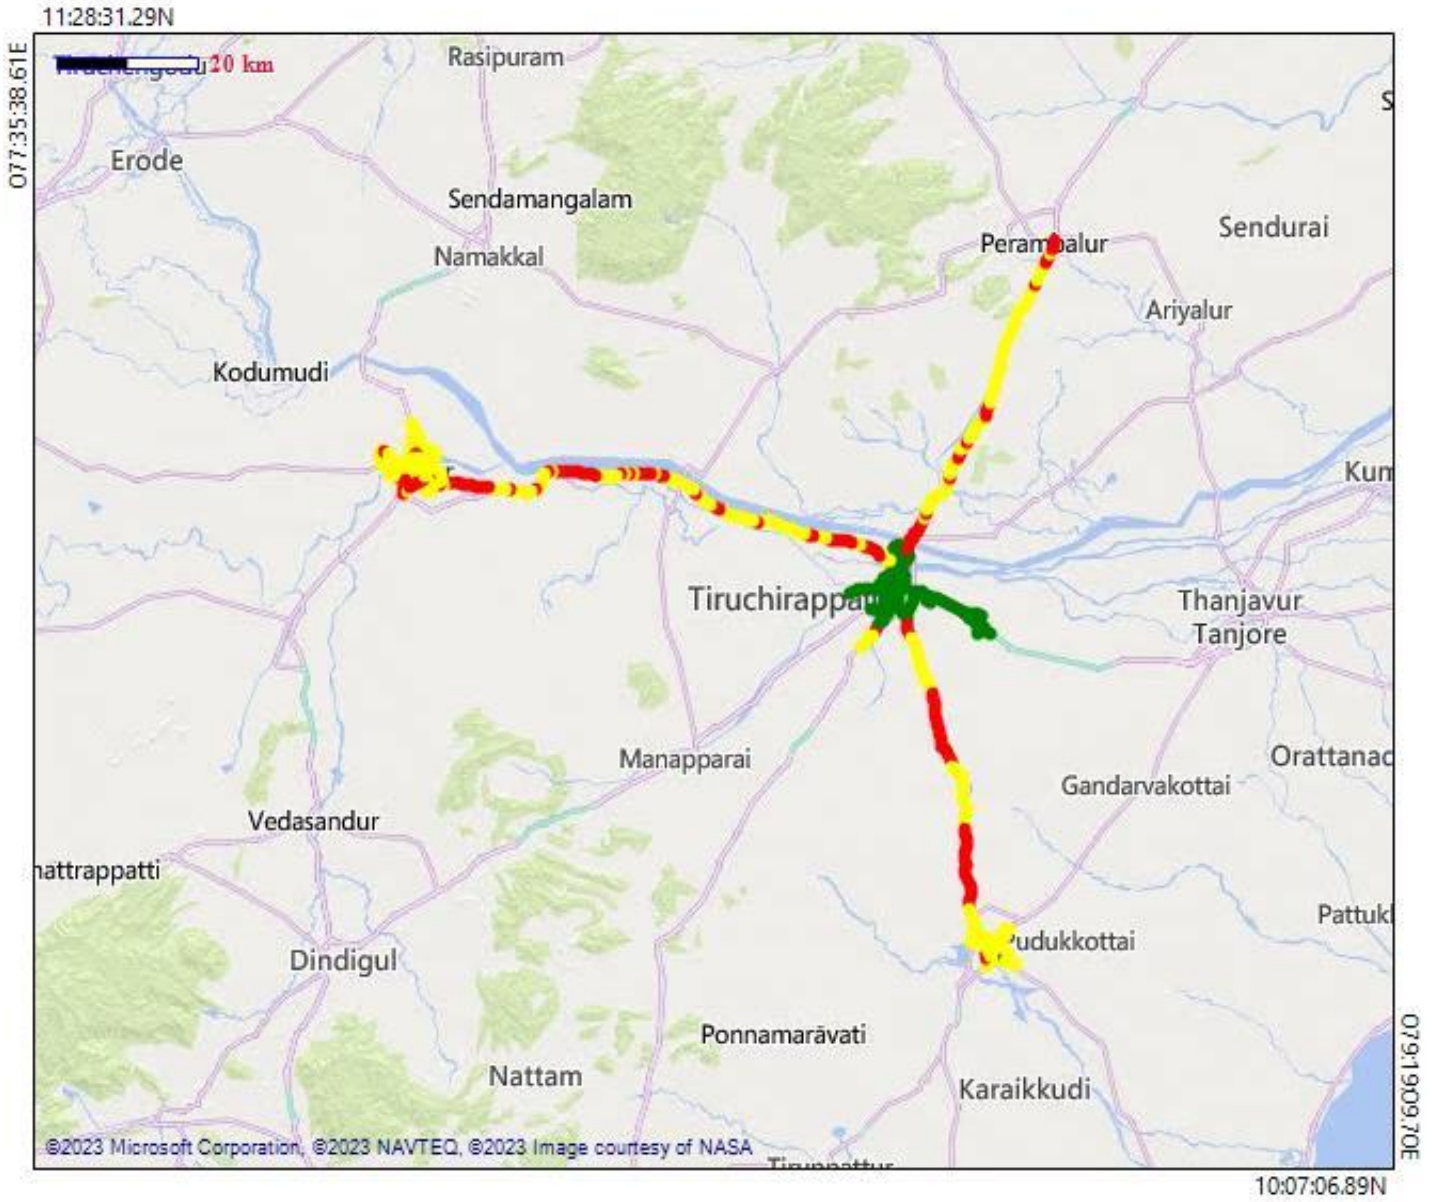 11:28:31.29N
077:35:38.61E
20 km
Rasipuram
Erode
Sendamangalam
Namakkal
Perambalur
Sendurai
Ariyalur
Kodumudi
Kum
Tiruchirappa
Thanjavur
Tanjore
Manapparai
Orattanad
Gandarvakottai
Vedasandur
hattrappatti
Pattuk
Pudukkottai
Dindigul
Ponnamarāvati
Nattam
Karaikkudi
079:19:09.70E
©2023 Microsoft Corporation, ©2023 NAVTEQ, ©2023 Image courtesy of NASA
Tiruppattur
10:07:06.89N